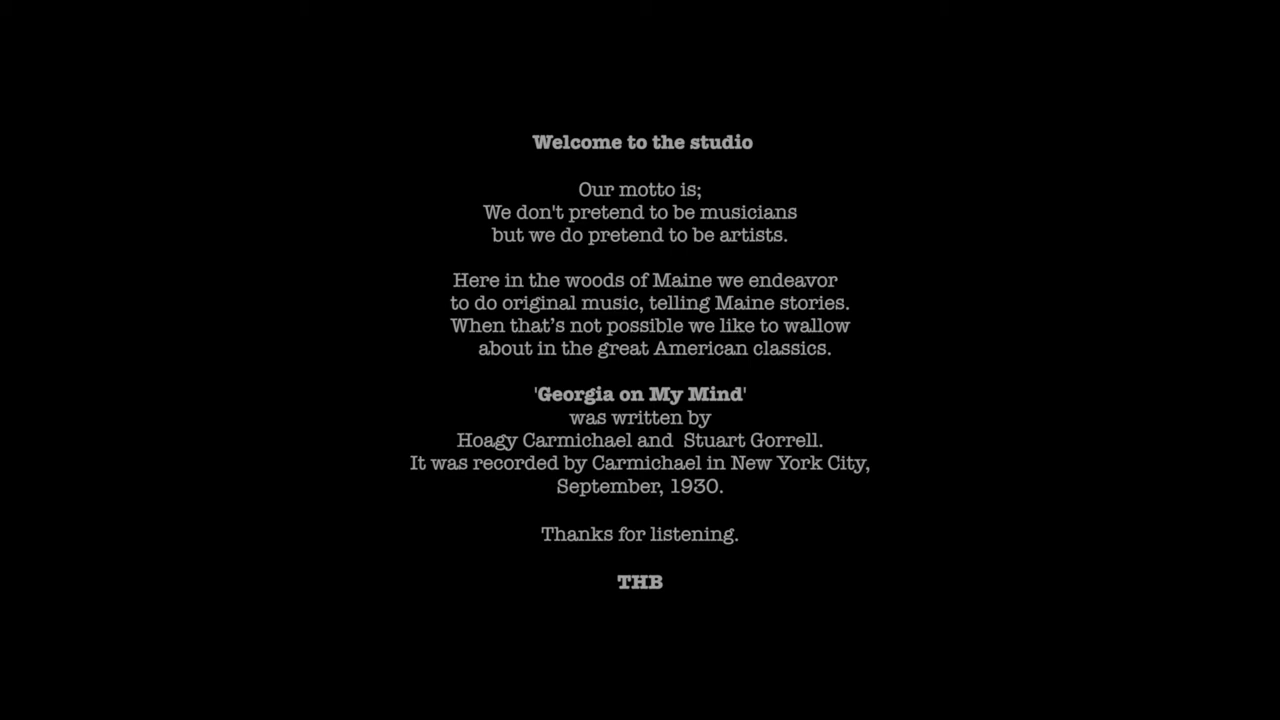 Welcome to the studio
Our motto is;
We don't pretend to be musicians
but we do pretend to be artists.
Here in the woods of Maine we endeavor
to do original music, telling Maine stories.
When that’s not possible we like to wallow
about in the great American classics.
'Georgia on My Mind'
was written by
Hoagy Carmichael and  Stuart Gorrell.
It was recorded by Carmichael in New York City,
September, 1930.
Thanks for listening.
THB